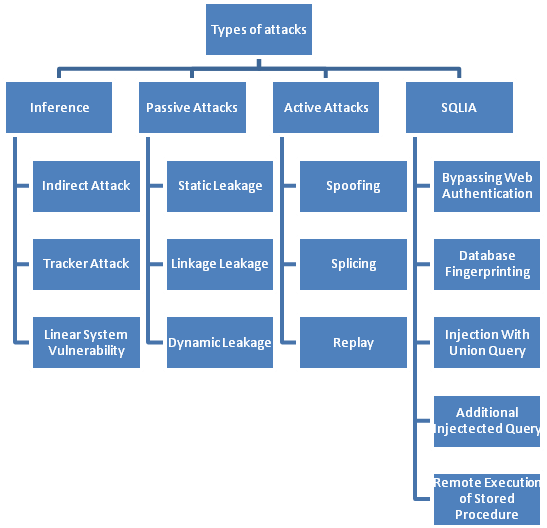 Types of attacks
Inference
Passive Attacks
Active Attacks
SQLIA
Indirect Attack
Tracker Attack
Linear System
Vulnerability
Static Leakage
Linkage Leakage
Dynamic Leakage
Spoofing
Splicing
Replay
Bypassing Web
Authentication
Database
Fingerprinting
Injection With
Union Query
Additional
Injectected Query
Remote Execution
of Stored
Procedure